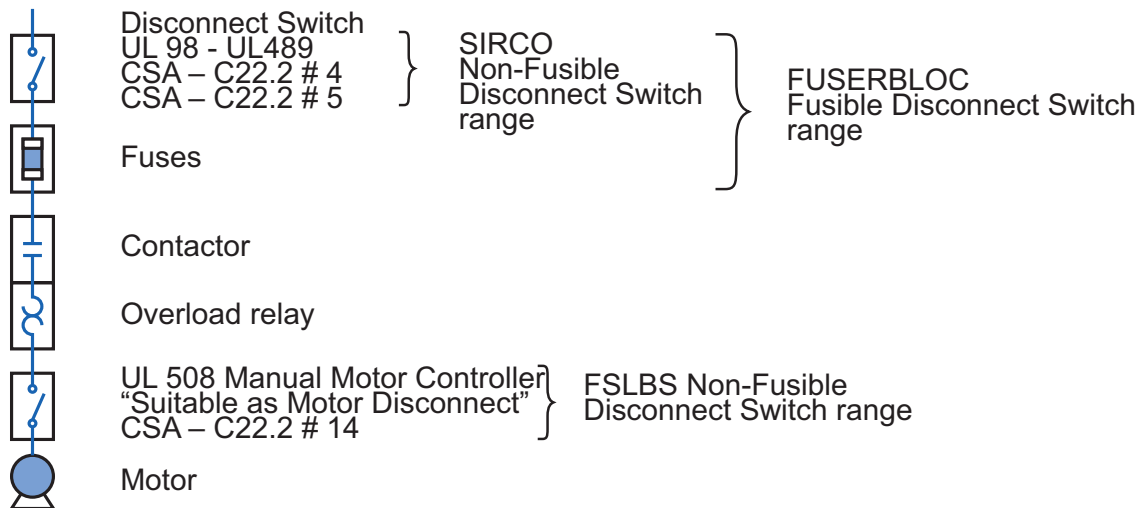 Disconnect Switch
UL 98 - UL489
CSA – C22.2 # 4
CSA – C22.2 # 5
SIRCO
Non-Fusible
Disconnect Switch
range
FUSERBLOC
Fusible Disconnect Switch
range
Fuses
Contactor
Overload relay
UL 508 Manual Motor Controller
“Suitable as Motor Disconnect”
CSA – C22.2 # 14
FSLBS Non-Fusible
Disconnect Switch range
Motor